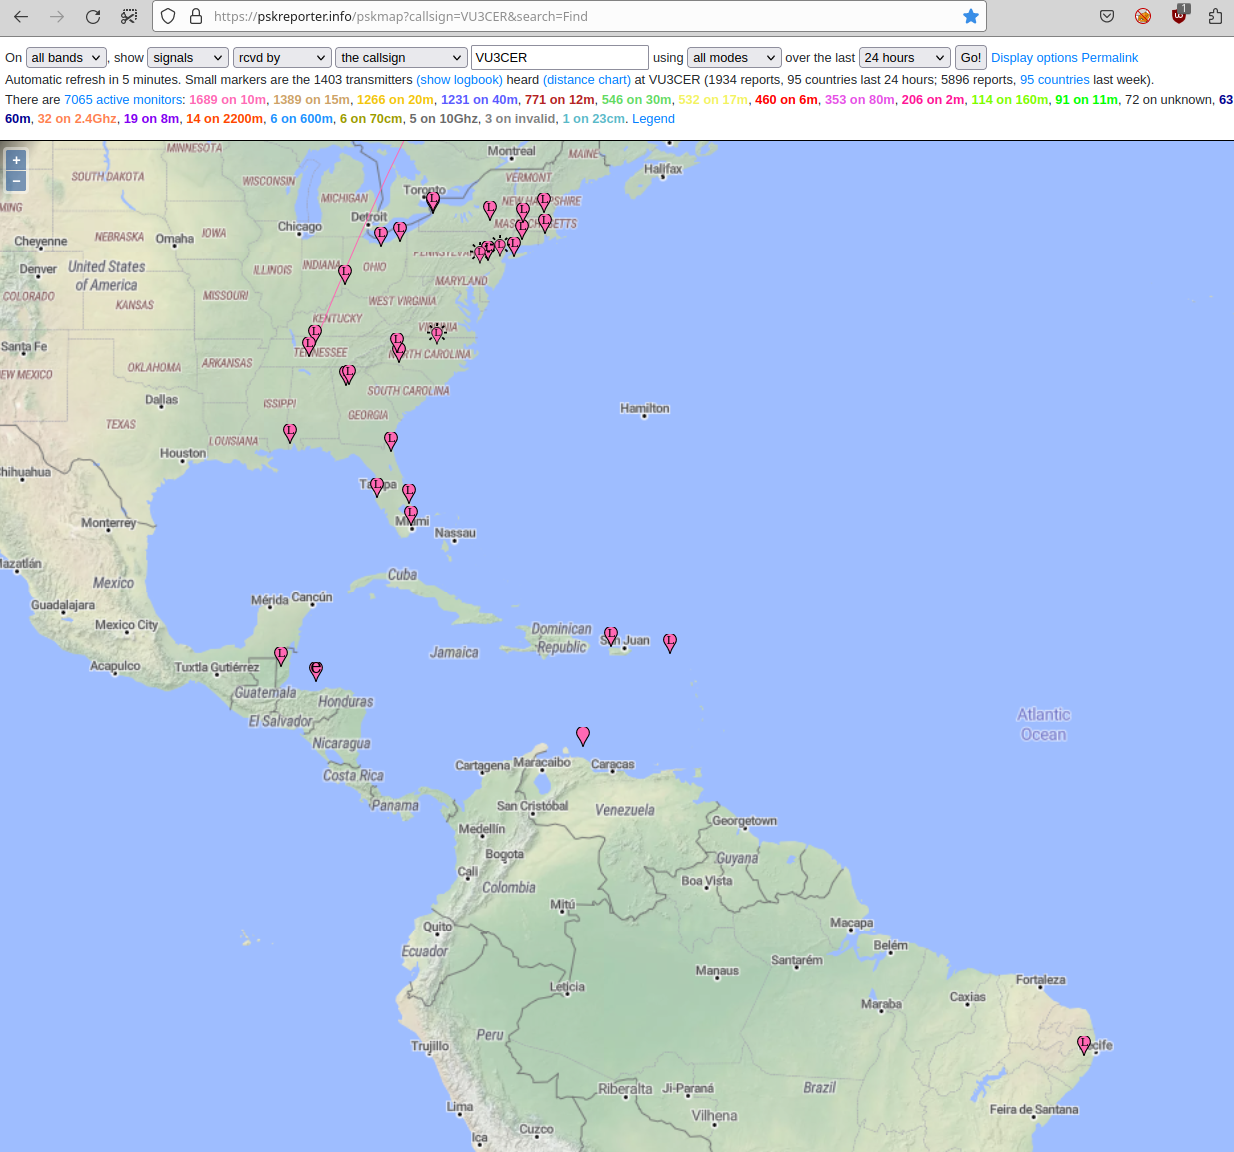 https://pskreporter.info/pskmap?callsign=VU3CER&search=Find
1
On all bands , show signals rcvd by the callsign VU3CER using all modes over the last 24 hours Go! Display options Permalink
Automatic refresh in 5 minutes. Small markers are the 1403 transmitters (show logbook) heard (distance chart) at VU3CER (1934 reports, 95 countries last 24 hours; 5896 reports, 95 countries last week).
There are 7065 active monitors: 1689 on 10m, 1389 on 15m, 1266 on 20m, 1231 on 40m, 771 on 12m, 546 on 30m, 532 on 17m, 460 on 6m, 353 on 80m, 206 on 2m, 114 on 160m, 91 on 11m, 72 on unknown, 63
60m, 32 on 2.4Ghz, 19 on 8m, 14 on 2200m, 6 on 600m, 6 on 70cm, 5 on 10Ghz, 3 on invalid, 1 on 23cm. Legend
+
−
MINNESOTA
Montreal
MAINE
Halifax
SOUTH DAKOTA
WISCONSIN
VERMONT
Toronto
MICHIGAN
NEW HAMPSHIRE
MING
Detroit
MASSACHUSETTS
Chicago
NEBRASKA
Omaha
IOWA
Cheyenne
PENNSYLVANIA
Denver
United States
of America
ILLINOIS
INDIANA
OHIO
MARYLAND
COLORADO
KANSAS
MISSOURI
WEST VIRGINIA
KENTUCKY
VIRGINIA
Santa Fe
TENNESSEE
NORTH CAROLINA
EW MEXICO
OKLAHOMA
ARKANSAS
SOUTH CAROLINA
Dallas
ISSIPPI
GEORGIA
Hamilton
TEXAS
LOUISIANA
Houston
hihuahua
Tampa
Monterrey
Miami
Nassau
Mazatlán
Mexico
Cuba
Guadalajara
Mérida
Cancún
Mexico City
Dominican
Republic
San Juan
Jamaica
Acapulco
Tuxtla Gutiérrez
Guatemala
Honduras
El Salvador
Nicaragua
Atlantic
Ocean
Costa Rica
Cartagena
Maracaibo
Caracas
Panama
San Cristóbal
Venezuela
Medellín
Georgetown
Bogota
Guyana
Cali
Colombia
Boa Vista
Mitú
Quito
Macapa
Ecuador
Belém
Santarém
Manaus
Leticia
Fortaleza
Maraba
Caxias
Peru
Trujillo
Recife
Riberalta
Ji-Paraná
Brazil
Lima
Vilhena
Feira de Santana
Cuzco
Ica